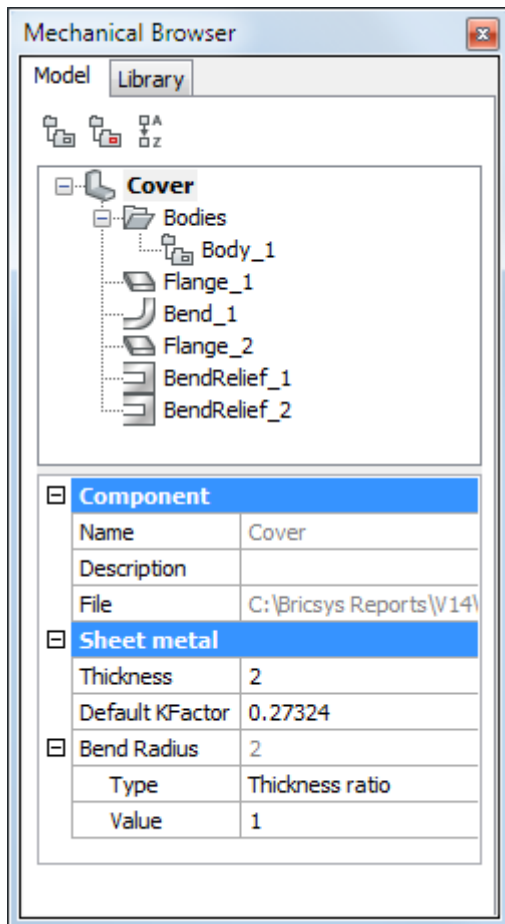 Mechanical Browser
Model Library
Cover
Bodies
Body_1
Flange_1
Bend_1
Flange_2
BendRelief_1
BendRelief_2
Component
Name Cover
Description
File C:\Bricsys Reports\V14\
Sheet metal
Thickness 2
Default KFactor 0.27324
Bend Radius 2
Type Thickness ratio
Value 1